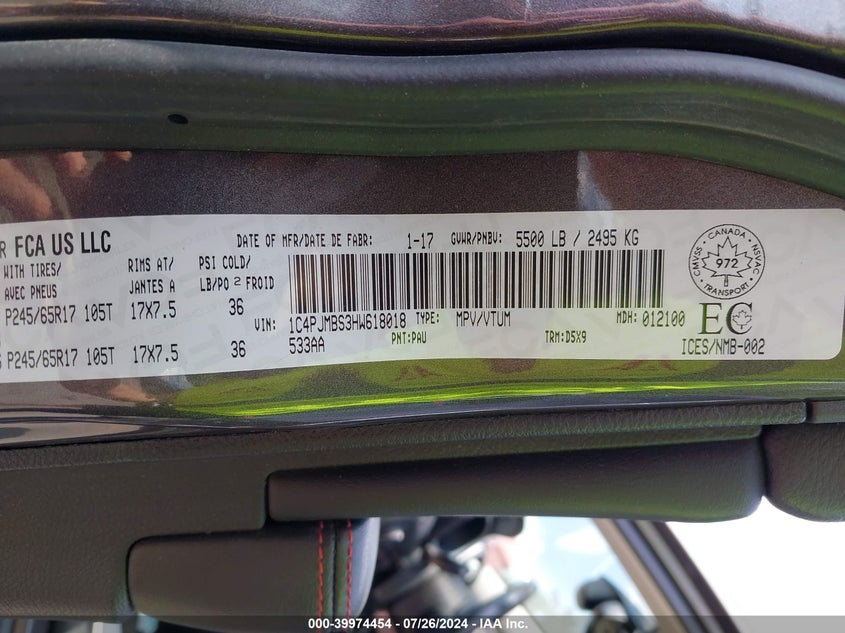 R FCA US LLC
DATE OF MFR/DATE DE FABR: 1-17 GVWR/PNBV: 5500 LB / 2495 KG
WITH TIRES/ RIMS AT/ PSI COLD/
AVEC PNEUS JANTES A LB/PO 2 FROID
P245/65R17 105T 17X7.5 36
VIN: 1C4PJMBS3HW618018 TYPE: MPV/VTUM MDH: 012100
P245/65R17 105T 17X7.5 36
533AA PNT: PAU TRM: D5X9
CMVSS · CANADA · NSVAC
972
TRANSPORT
EC
ICES/NMB-002
000-39974454 | 07/26/2024 | IAA Inc.